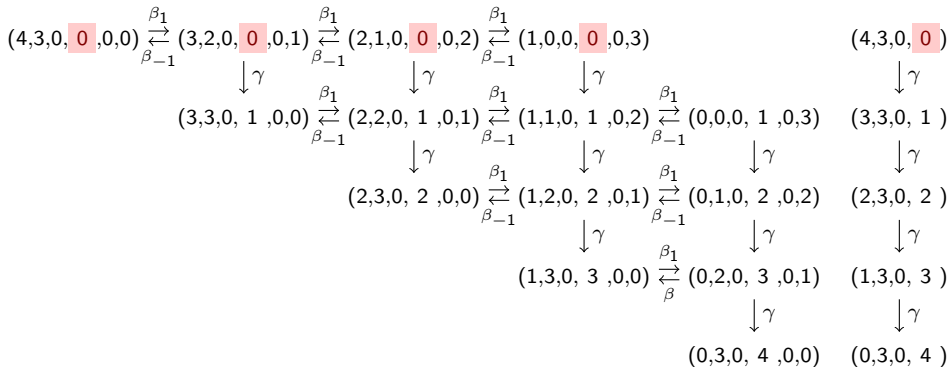 (4,3,0, 0 ,0,0) β₁ ⇄ β₋₁ (3,2,0, 0 ,0,1) β₁ ⇄ β₋₁ (2,1,0, 0 ,0,2) β₁ ⇄ β₋₁ (1,0,0, 0 ,0,3) (4,3,0, 0 )
↓ γ ↓ γ ↓ γ ↓ γ
(3,3,0, 1 ,0,0) β₁ ⇄ β₋₁ (2,2,0, 1 ,0,1) β₁ ⇄ β₋₁ (1,1,0, 1 ,0,2) β₁ ⇄ β₋₁ (0,0,0, 1 ,0,3) (3,3,0, 1 )
↓ γ ↓ γ ↓ γ ↓ γ
(2,3,0, 2 ,0,0) β₁ ⇄ β₋₁ (1,2,0, 2 ,0,1) β₁ ⇄ β₋₁ (0,1,0, 2 ,0,2) (2,3,0, 2 )
↓ γ ↓ γ ↓ γ
(1,3,0, 3 ,0,0) β₁ ⇄ β (0,2,0, 3 ,0,1) (1,3,0, 3 )
↓ γ ↓ γ
(0,3,0, 4 ,0,0) (0,3,0, 4 )